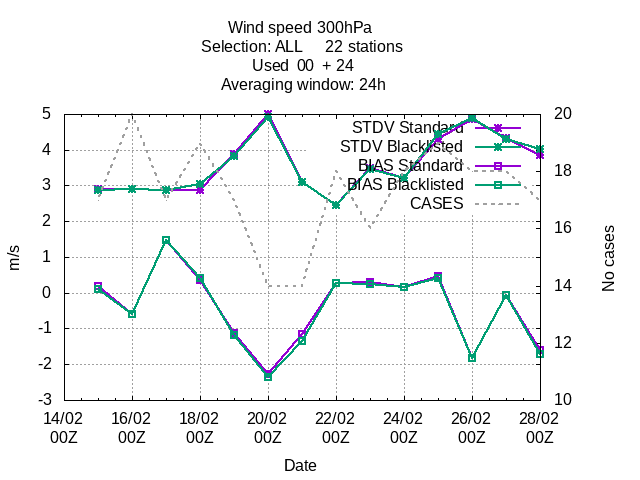 Wind speed 300hPa
Selection: ALL 22 stations
Used 00 + 24
Averaging window: 24h
5
4
3
2
1
0
-1
-2
-3
m/s
20
18
16
14
12
10
No cases
STDV Standard
STDV Blacklisted
BIAS Standard
BIAS Blacklisted
CASES
14/02 16/02 18/02 20/02 22/02 24/02 26/02 28/02
00Z 00Z 00Z 00Z 00Z 00Z 00Z 00Z
Date